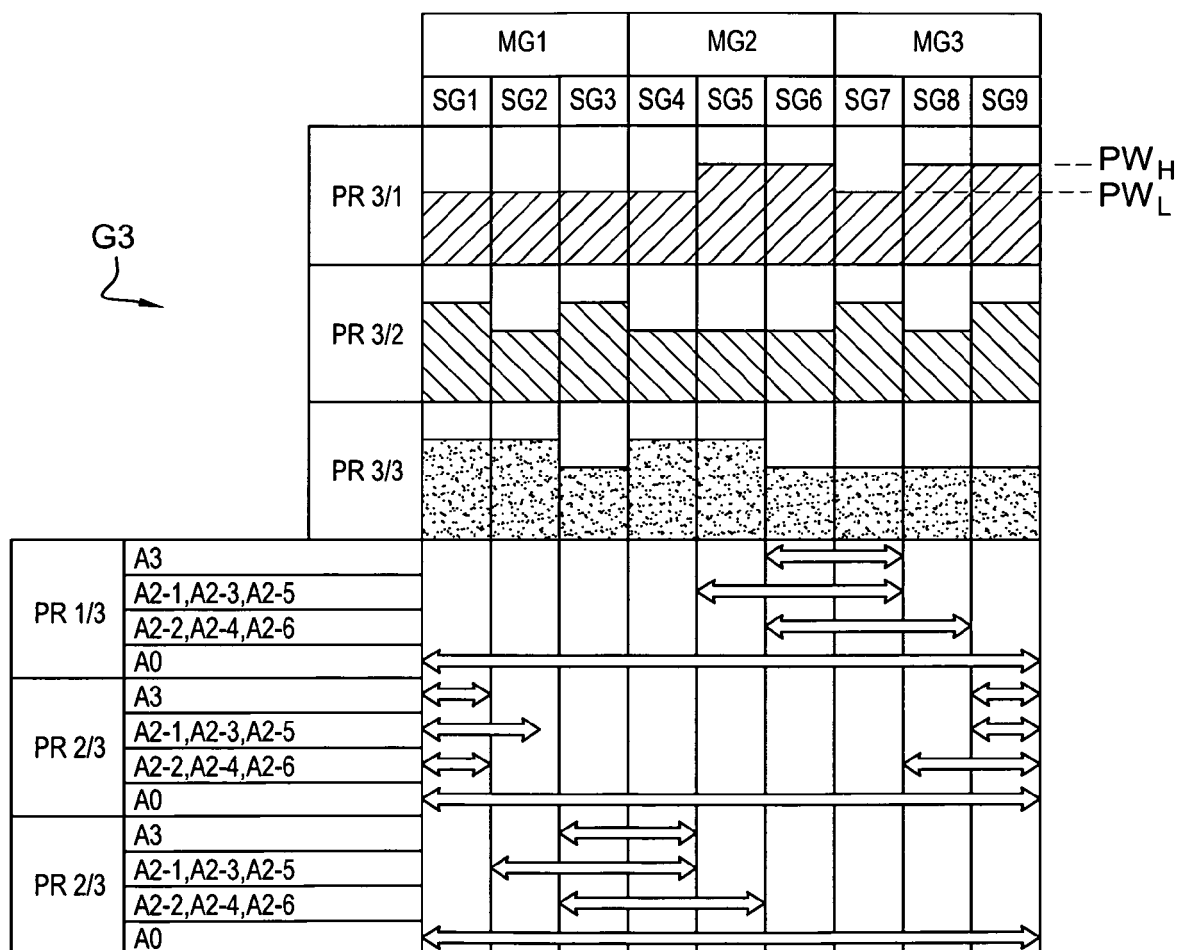 MG1 MG2 MG3
SG1 SG2 SG3 SG4 SG5 SG6 SG7 SG8 SG9
PR 3/1
PWH
PWL
G3
PR 3/2
PR 3/3
PR 1/3
A3
A2-1,A2-3,A2-5
A2-2,A2-4,A2-6
A0
PR 2/3
A3
A2-1,A2-3,A2-5
A2-2,A2-4,A2-6
A0
PR 2/3
A3
A2-1,A2-3,A2-5
A2-2,A2-4,A2-6
A0